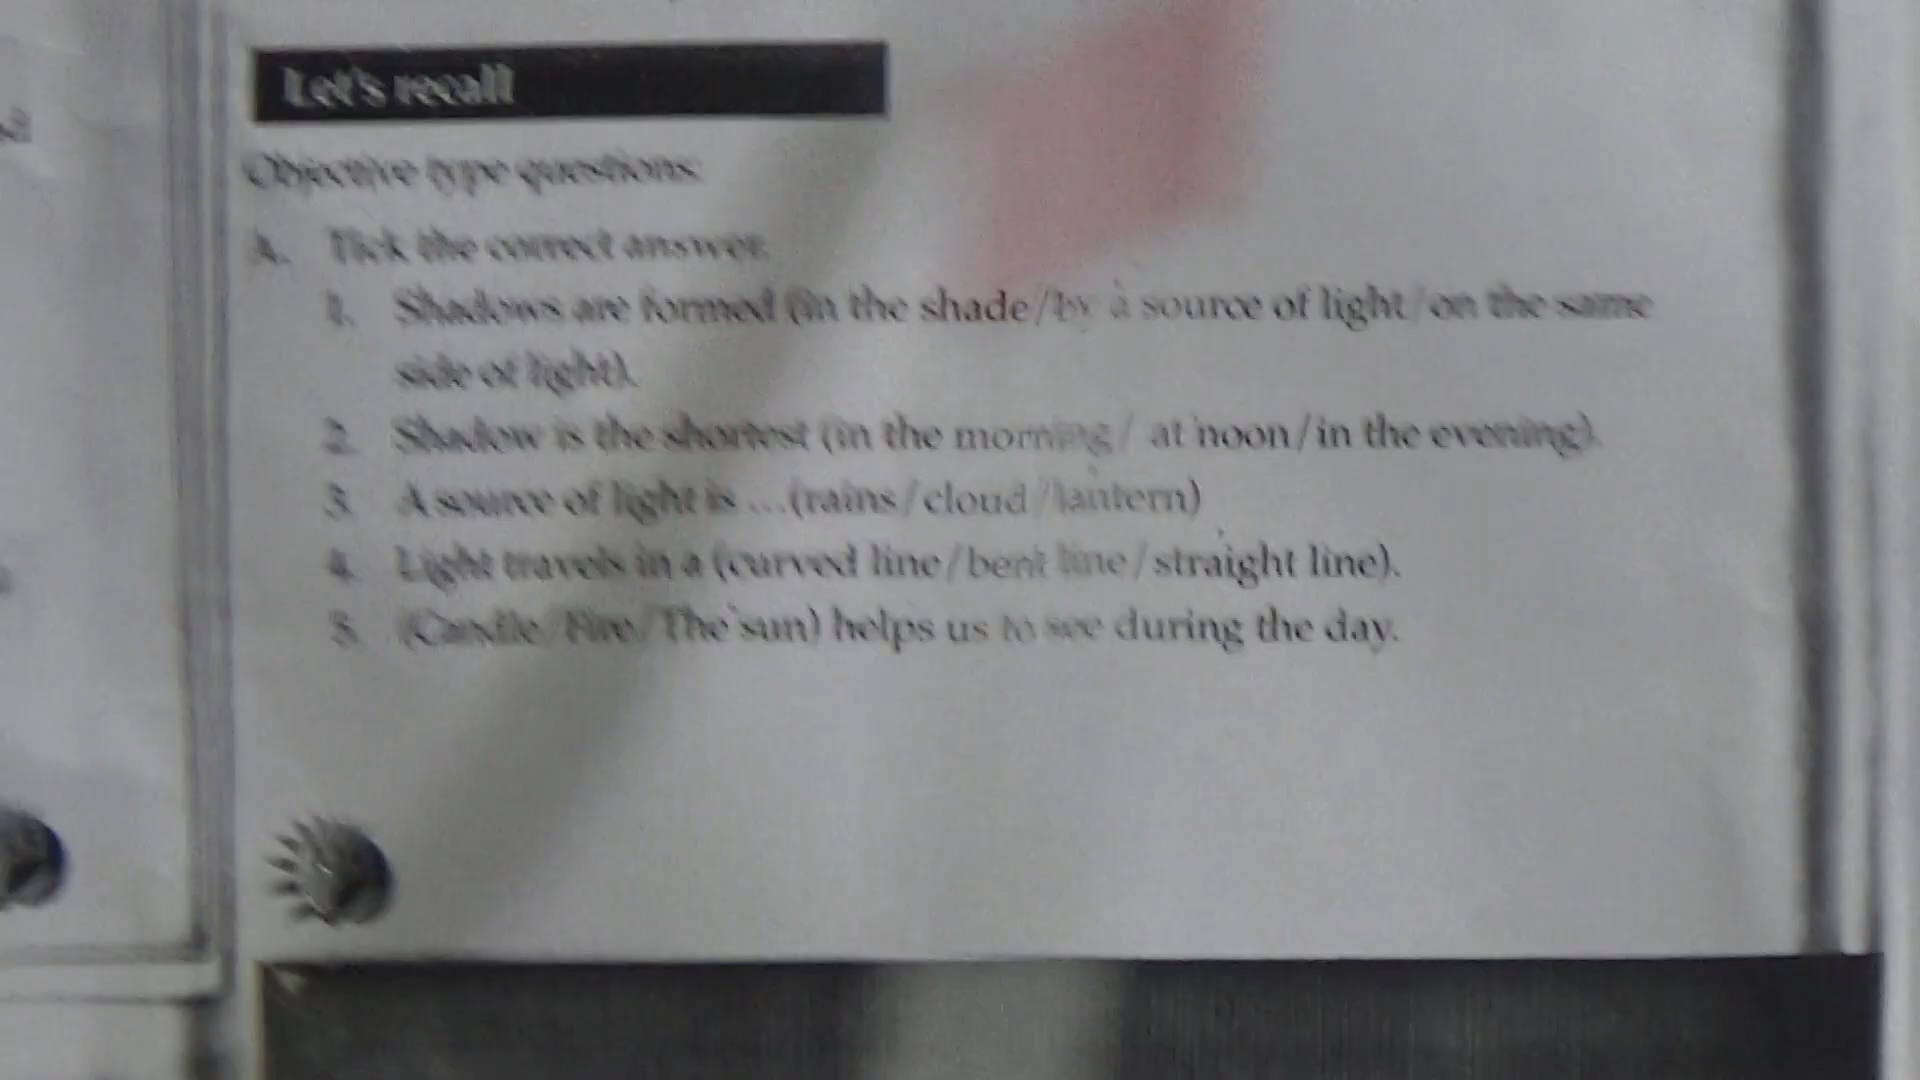 Let's recall
Objective type questions:
A. Tick the correct answer.
1. Shadows are formed (in the shade/by a source of light/on the same
side of light).
2. Shadow is the shortest (in the morning/ at noon/in the evening).
3. A source of light is ...(rains/cloud/lantern)
4. Light travels in a (curved line/bent line/straight line).
5. (Candle/Fire/The sun) helps us to see during the day.